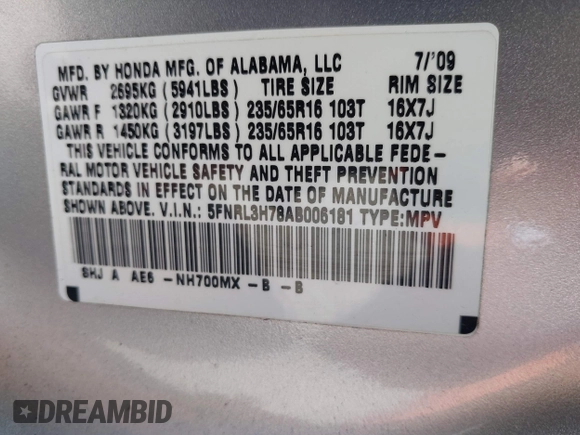 MFD. BY HONDA MFG. OF ALABAMA, LLC 7/'09
GVWR 2695KG (5941LBS) TIRE SIZE RIM SIZE
GAWR F 1320KG (2910LBS) 235/65R16 103T 16X7J
GAWR R 1450KG (3197LBS) 235/65R16 103T 16X7J
THIS VEHICLE CONFORMS TO ALL APPLICABLE FEDE-
RAL MOTOR VEHICLE SAFETY AND THEFT PREVENTION
STANDARDS IN EFFECT ON THE DATE OF MANUFACTURE
SHOWN ABOVE. V.I.N.: 5FNRL3H78AB006181 TYPE:MPV
SHJ A AE6 -NH700MX -B -B
DREAMBID